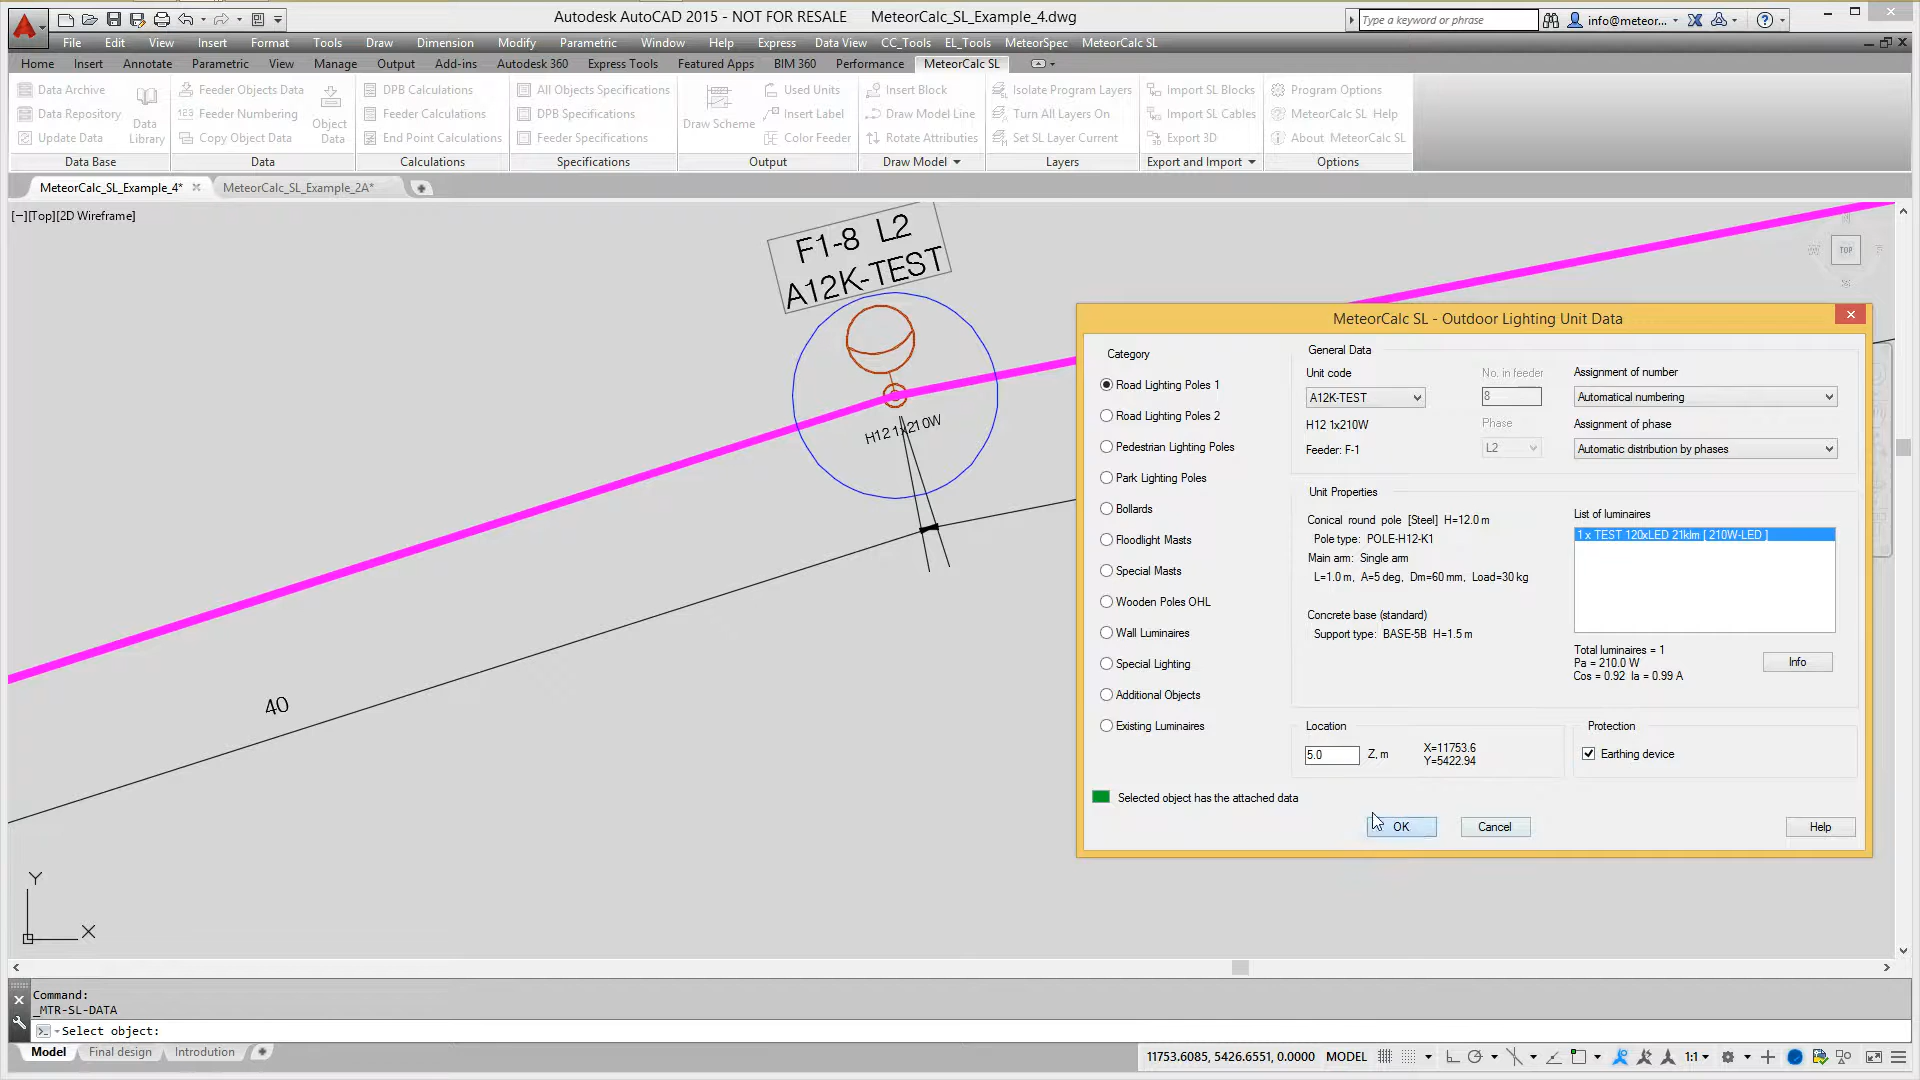 Autodesk AutoCAD 2015 - NOT FOR RESALE MeteorCalc_SL_Example_4.dwg
Type a keyword or phrase
info@meteor...
File Edit View Insert Format Tools Draw Dimension Modify Parametric Window Help Express Data View CC_Tools EL_Tools MeteorSpec MeteorCalc SL
Home Insert Annotate Parametric View Manage Output Add-ins Autodesk 360 Express Tools Featured Apps BIM 360 Performance MeteorCalc SL
Data Archive
Data Repository
Update Data
Data
Library
Data Base
Feeder Objects Data
123 Feeder Numbering
Copy Object Data
Object
Data
Data
DPB Calculations
Feeder Calculations
End Point Calculations
Calculations
All Objects Specifications
DPB Specifications
Feeder Specifications
Specifications
Draw Scheme
Used Units
Insert Label
Color Feeder
Output
Insert Block
Draw Model Line
Rotate Attributes
Draw Model
Isolate Program Layers
Turn All Layers On
Set SL Layer Current
Layers
Import SL Blocks
Import SL Cables
Export 3D
Export and Import
Program Options
MeteorCalc SL Help
About MeteorCalc SL
Options
MeteorCalc_SL_Example_4* MeteorCalc_SL_Example_2A*
[−][Top][2D Wireframe]
TOP
F1-8 L2
A12K-TEST
H12 1x210W
40
Y
X
MeteorCalc SL - Outdoor Lighting Unit Data
Category
Road Lighting Poles 1
Road Lighting Poles 2
Pedestrian Lighting Poles
Park Lighting Poles
Bollards
Floodlight Masts
Special Masts
Wooden Poles OHL
Wall Luminaires
Special Lighting
Additional Objects
Existing Luminaires
General Data
Unit code
A12K-TEST
H12 1x210W
Feeder: F-1
No. in feeder
8
Phase
L2
Assignment of number
Automatical numbering
Assignment of phase
Automatic distribution by phases
Unit Properties
Conical round pole [Steel] H=12.0 m
Pole type: POLE-H12-K1
Main arm: Single arm
L=1.0 m, A=5 deg, Dm=60 mm, Load=30 kg
Concrete base (standard)
Support type: BASE-5B H=1.5 m
List of luminaires
1 x TEST 120xLED 21klm [ 210W-LED ]
Total luminaires = 1
Pa = 210.0 W
Cos = 0.92 Ia = 0.99 A
Info
Location
5.0 Z, m
X=11753.6
Y=5422.94
Protection
Earthing device
Selected object has the attached data
OK Cancel Help
Command:
_MTR-SL-DATA
Select object:
Model Final design Introdution
11753.6085, 5426.6551, 0.0000 MODEL 1:1